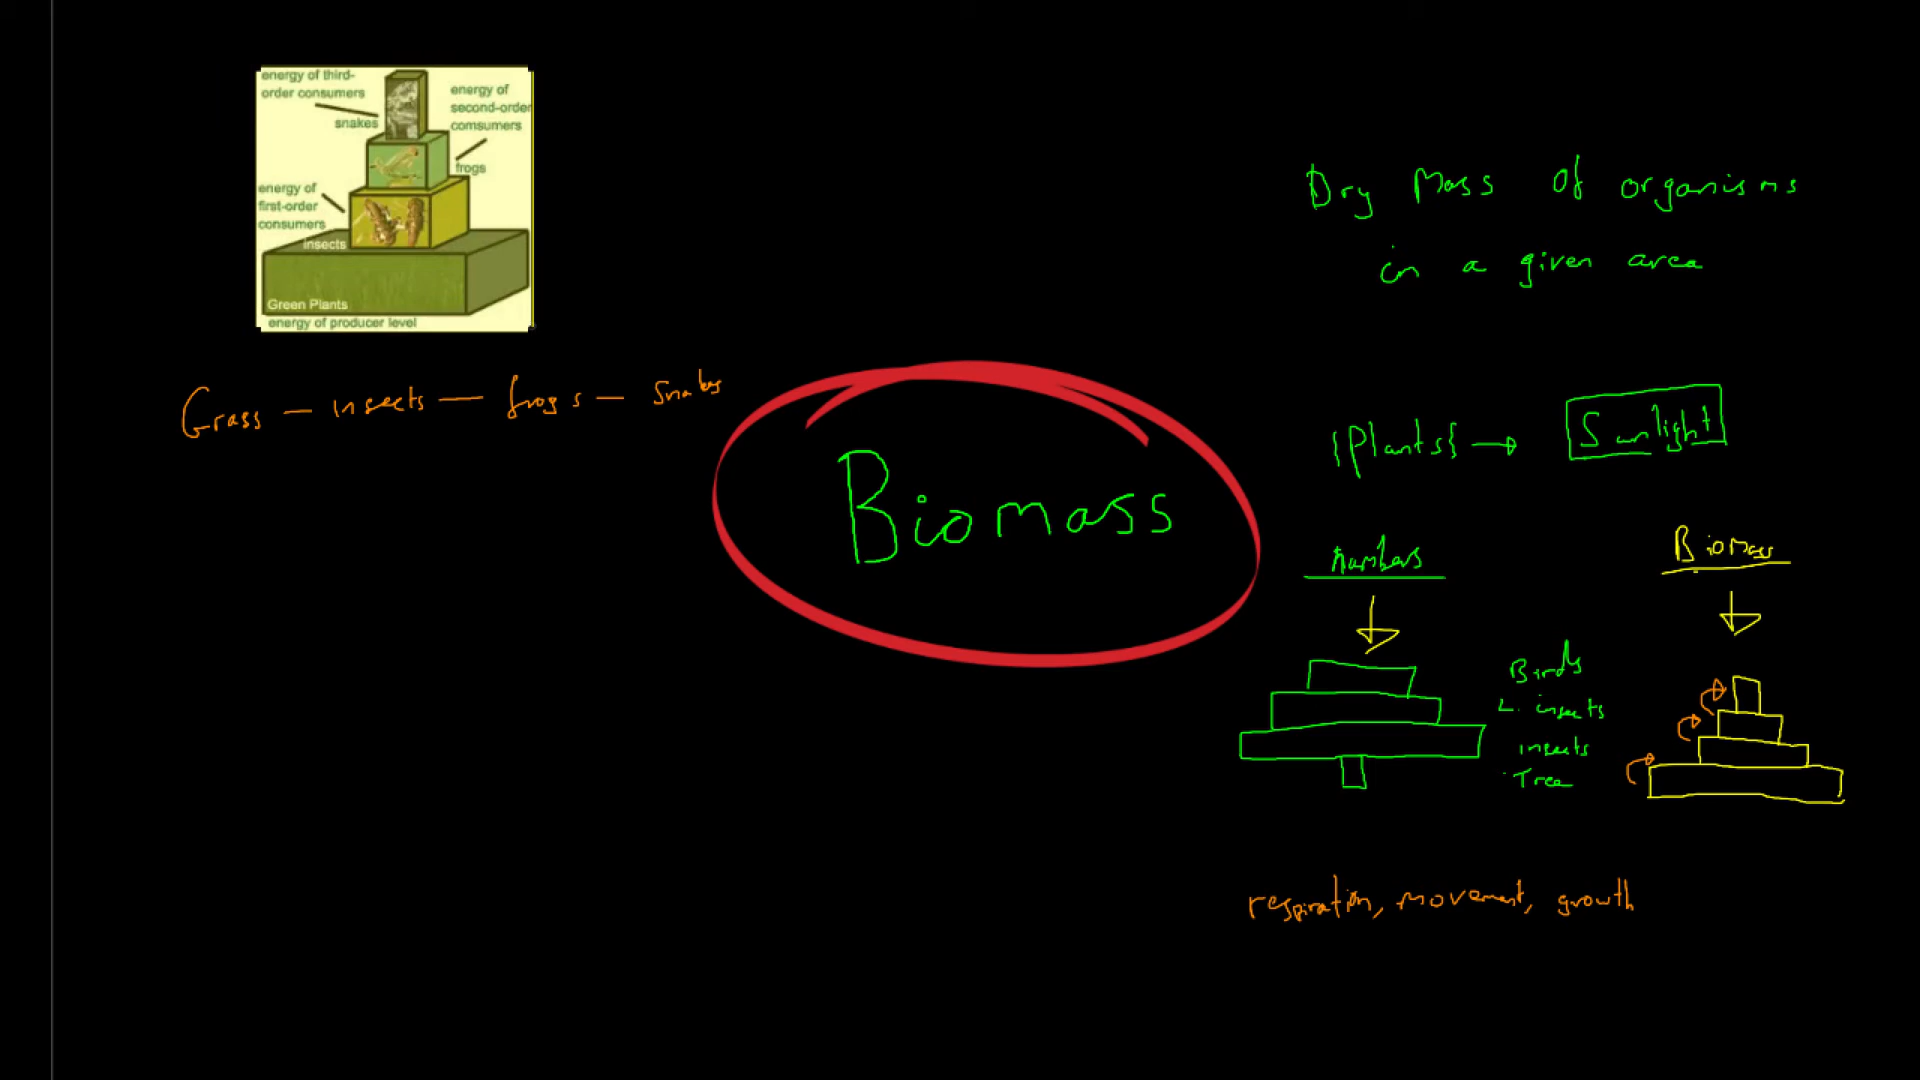 energy of third-
order consumers
snakes
energy of
second-order
comsumers
frogs
energy of
first-order
consumers
insects
Green Plants
energy of producer level
Grass — insects — frogs — Snakes
Biomass
Dry Mass of organisms
in a given area
{Plants} → Sunlight
Numbers
Biomass
Birds
L. insects
insects
Tree
respiration, movement, growth